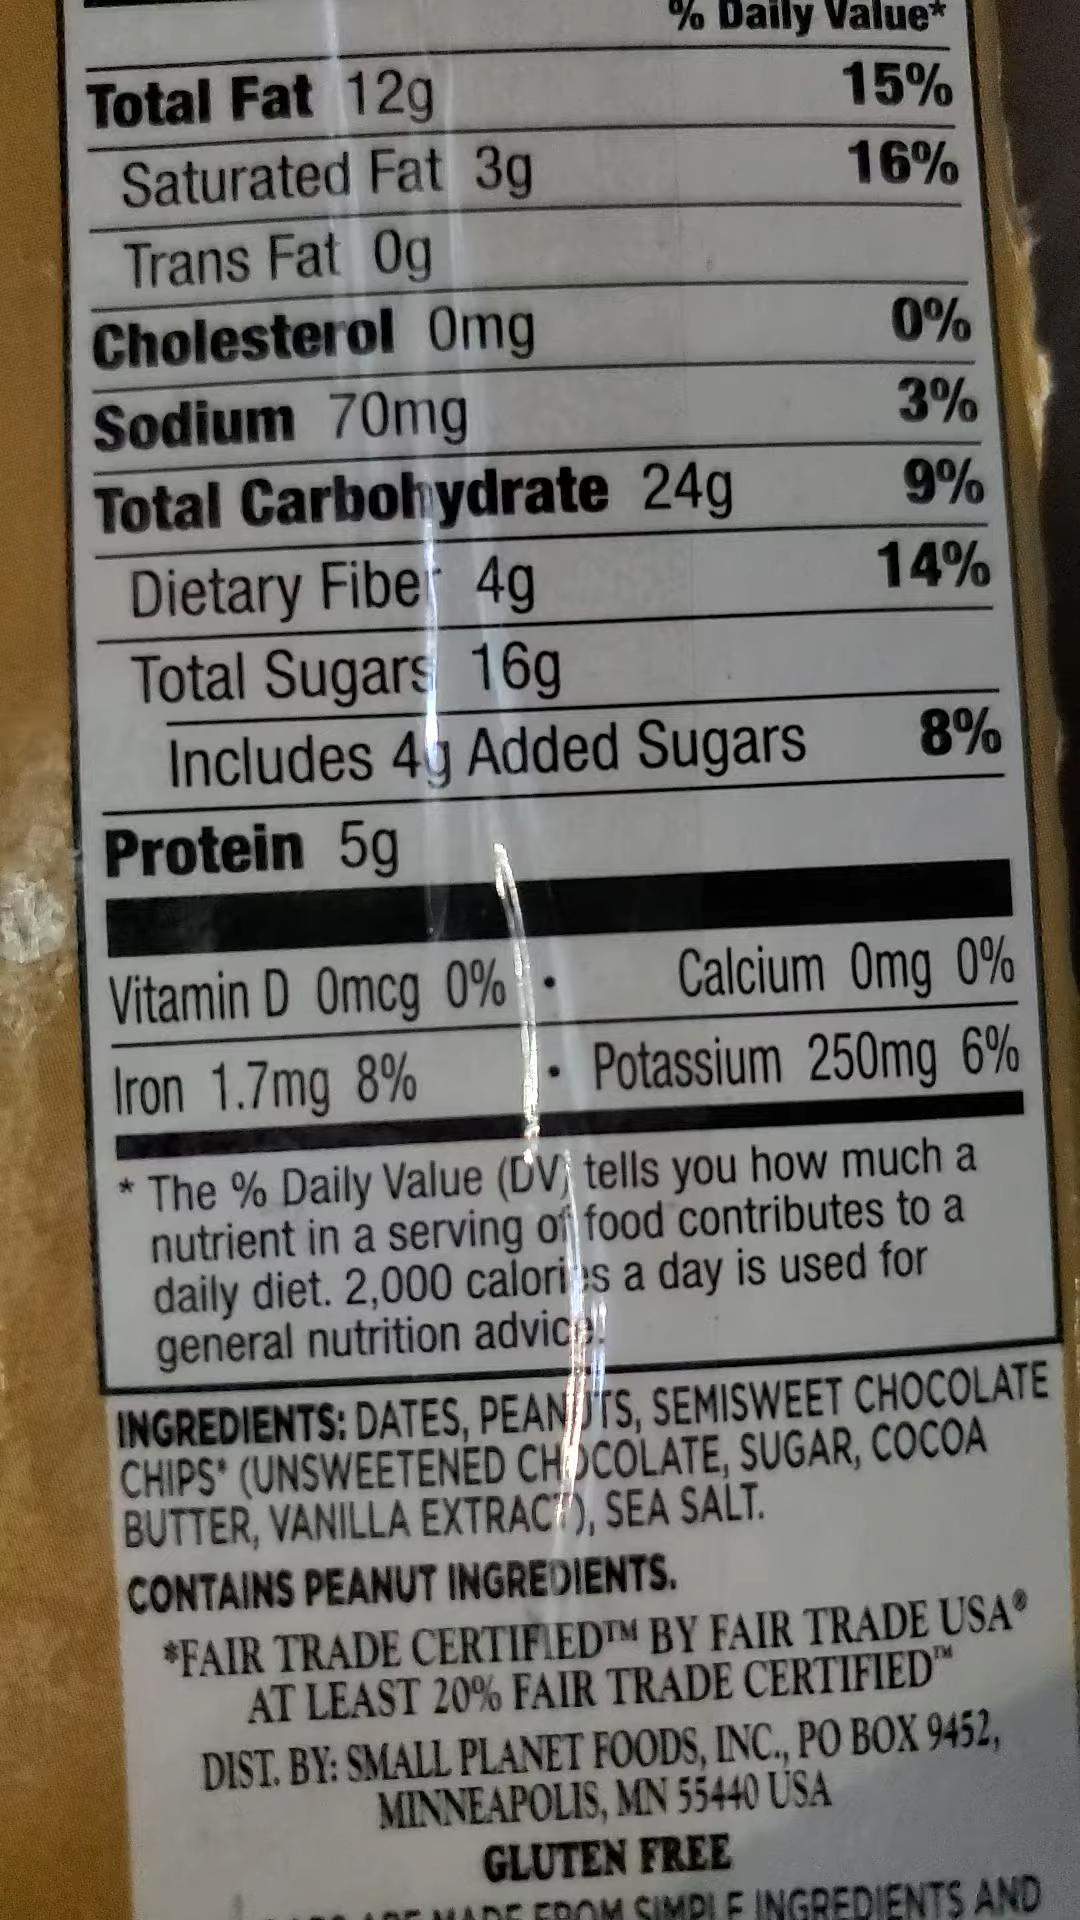 % Daily Value*
Total Fat 12g 15%
Saturated Fat 3g 16%
Trans Fat 0g
Cholesterol 0mg 0%
Sodium 70mg 3%
Total Carbohydrate 24g 9%
Dietary Fiber 4g 14%
Total Sugars 16g
Includes 4g Added Sugars 8%
Protein 5g
Vitamin D 0mcg 0% • Calcium 0mg 0%
Iron 1.7mg 8% • Potassium 250mg 6%
* The % Daily Value (DV) tells you how much a
nutrient in a serving of food contributes to a
daily diet. 2,000 calories a day is used for
general nutrition advice.
INGREDIENTS: DATES, PEANUTS, SEMISWEET CHOCOLATE
CHIPS* (UNSWEETENED CHOCOLATE, SUGAR, COCOA
BUTTER, VANILLA EXTRACT), SEA SALT.
CONTAINS PEANUT INGREDIENTS.
*FAIR TRADE CERTIFIED™ BY FAIR TRADE USA®
AT LEAST 20% FAIR TRADE CERTIFIED™
DIST. BY: SMALL PLANET FOODS, INC., PO BOX 9452,
MINNEAPOLIS, MN 55440 USA
GLUTEN FREE
ARE MADE FROM SIMPLE INGREDIENTS AND